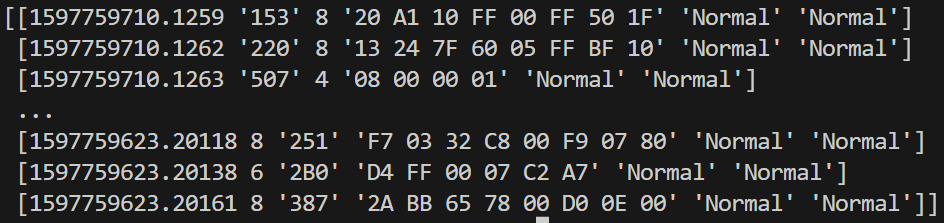 [[1597759710.1259 '153' 8 '20 A1 10 FF 00 FF 50 1F' 'Normal' 'Normal']
[1597759710.1262 '220' 8 '13 24 7F 60 05 FF BF 10' 'Normal' 'Normal']
[1597759710.1263 '507' 4 '08 00 00 01' 'Normal' 'Normal']
...
[1597759623.20118 8 '251' 'F7 03 32 C8 00 F9 07 80' 'Normal' 'Normal']
[1597759623.20138 6 '2B0' 'D4 FF 00 07 C2 A7' 'Normal' 'Normal']
[1597759623.20161 8 '387' '2A BB 65 78 00 D0 0E 00' 'Normal' 'Normal']]